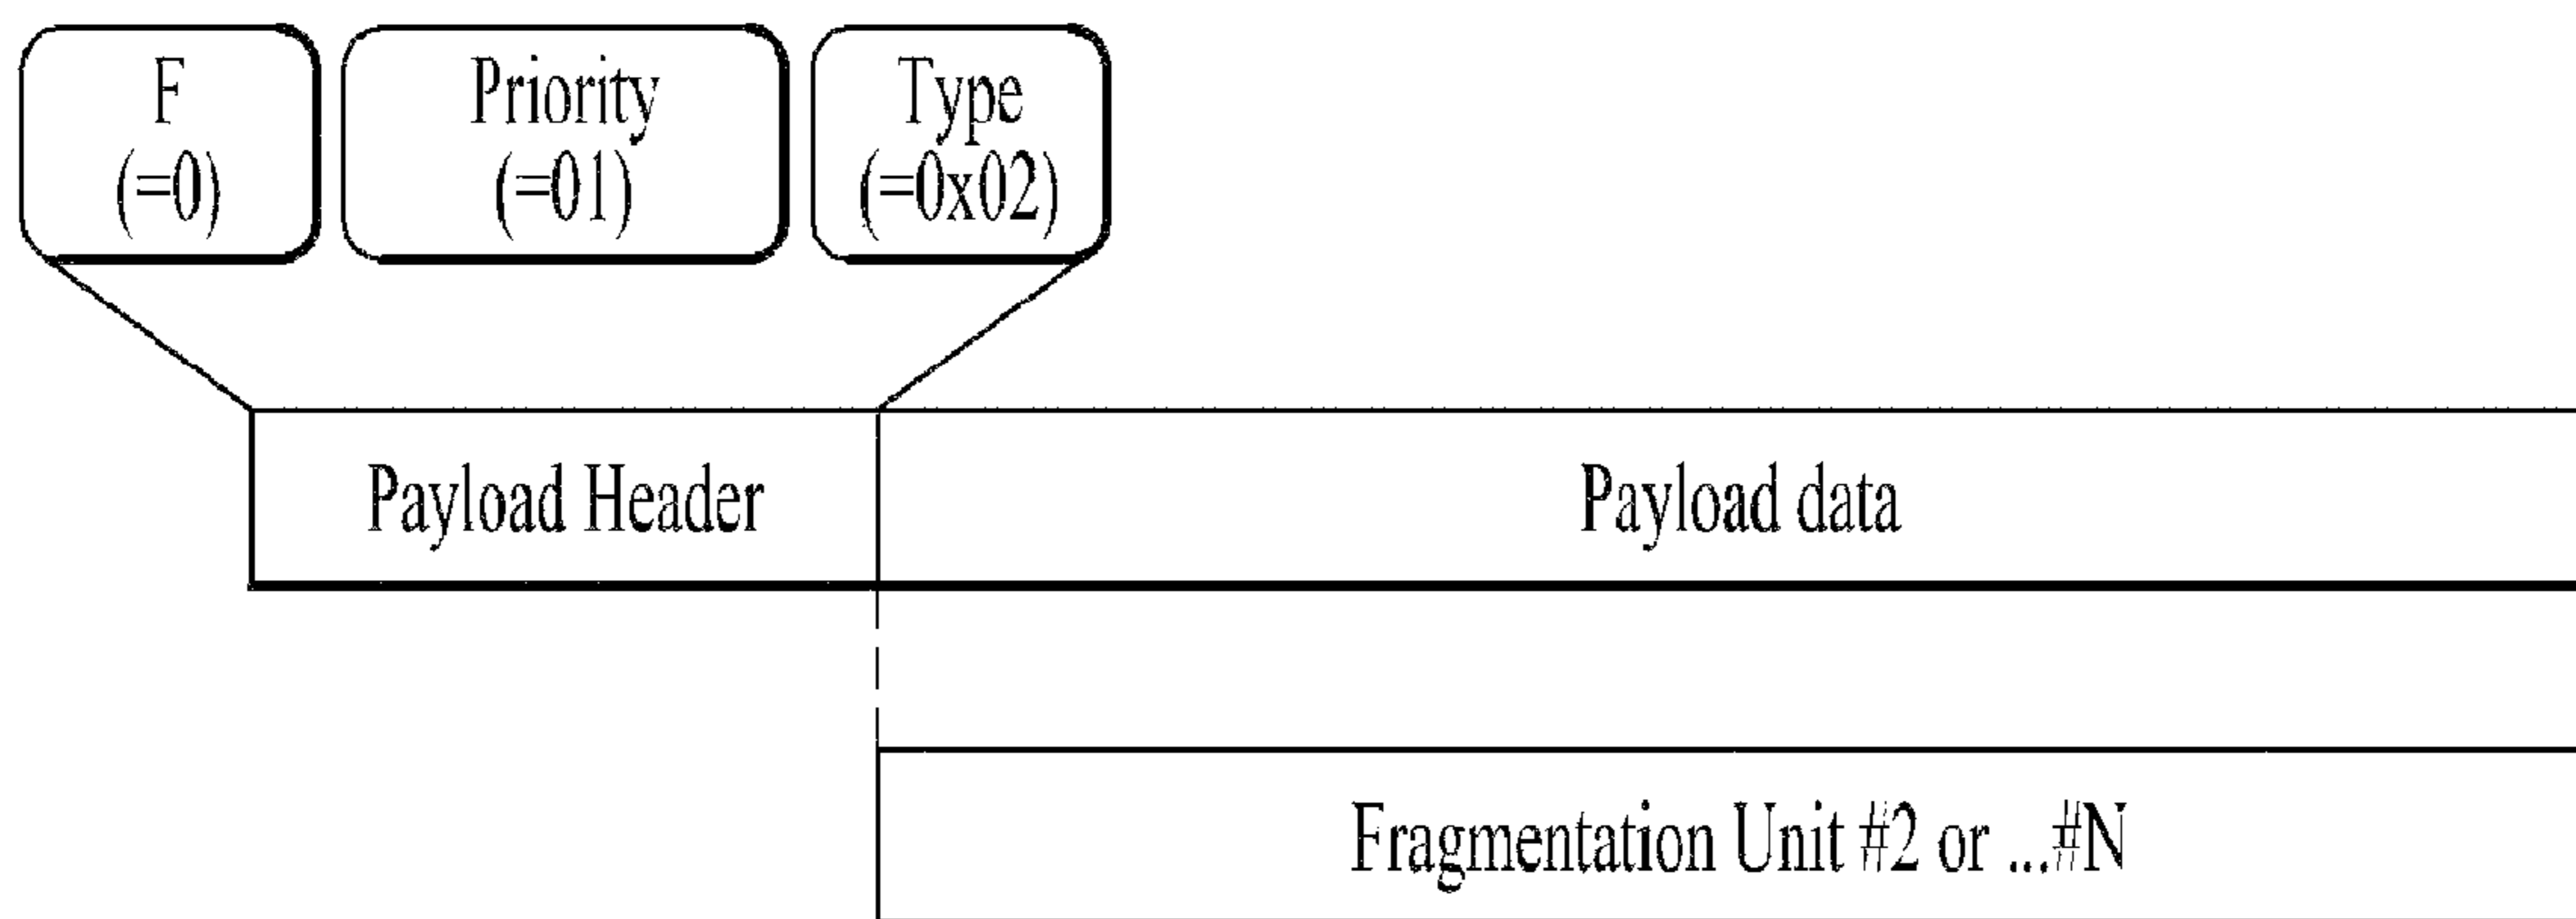 F
(=0)
Priority
(=01)
Type
(=0x02)
Payload Header
Payload data
Fragmentation Unit #2 or ...#N